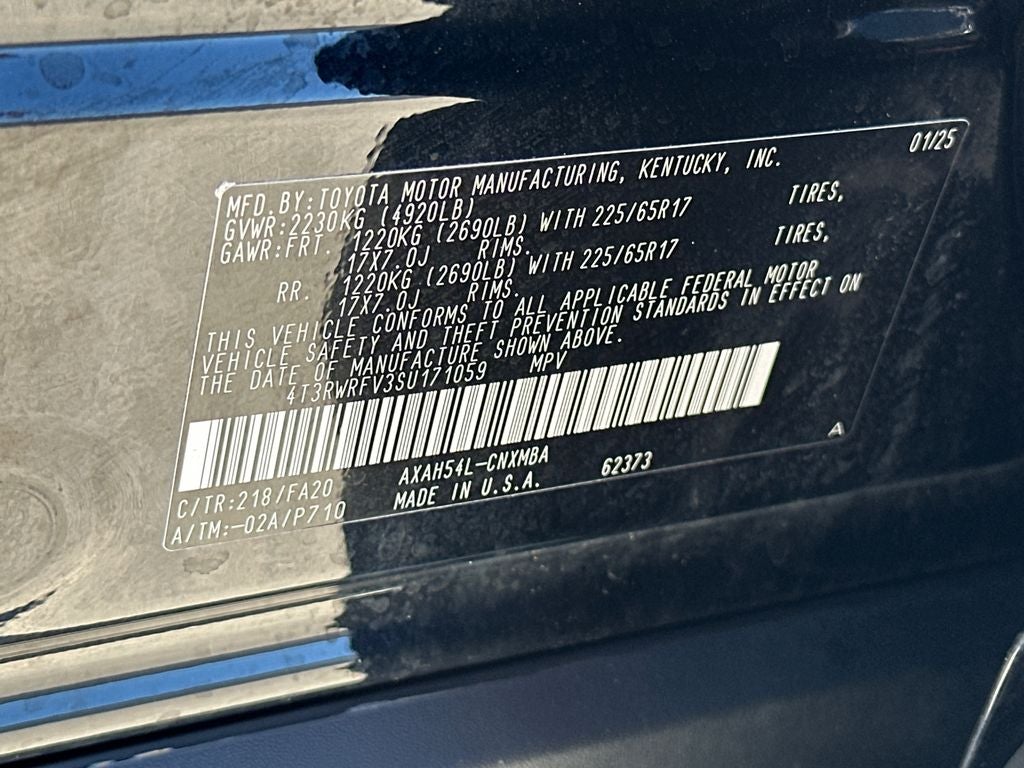 01/25
MFD.BY:TOYOTA MOTOR MANUFACTURING, KENTUCKY, INC.
GVWR:2230KG (4920LB)
GAWR:FRT. 1220KG (2690LB) WITH 225/65R17 TIRES,
17X7.0J RIMS.
RR. 1220KG (2690LB) WITH 225/65R17 TIRES,
17X7.0J RIMS.
THIS VEHICLE CONFORMS TO ALL APPLICABLE FEDERAL MOTOR
VEHICLE SAFETY AND THEFT PREVENTION STANDARDS IN EFFECT ON
THE DATE OF MANUFACTURE SHOWN ABOVE.
4T3RWRFV3SU171059 MPV
C/TR:218/FA20 AXAH54L-CNXMBA 62373 A
A/TM:-02A/P710 MADE IN U.S.A.